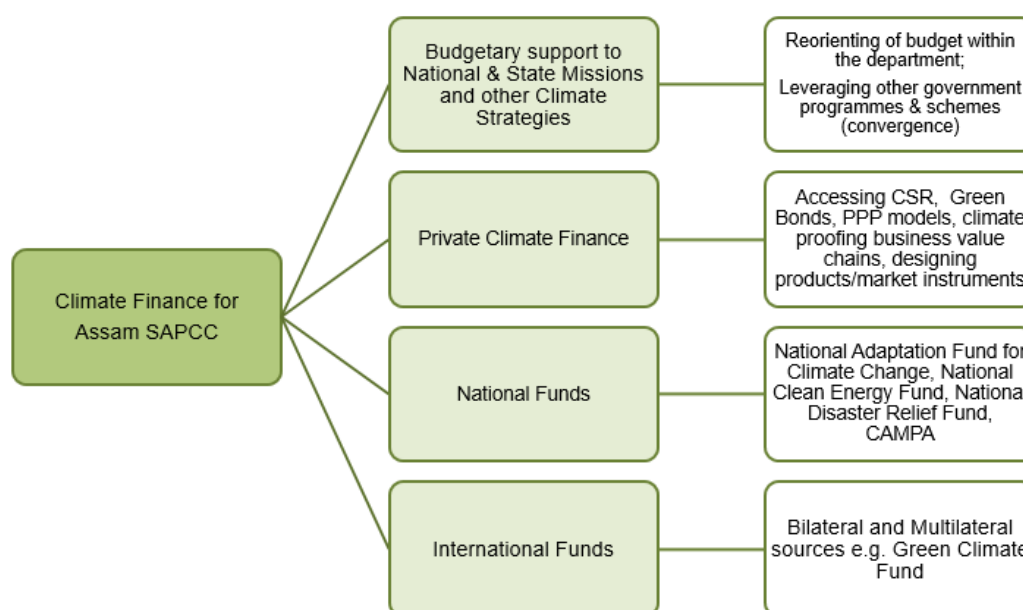 Climate Finance for
Assam SAPCC
Budgetary support to
National & State Missions
and other Climate
Strategies
Reorienting of budget within
the department;
Leveraging other government
programmes & schemes
(convergence)
Private Climate Finance
Accessing CSR, Green
Bonds, PPP models, climate
proofing business value
chains, designing
products/market instruments
National Funds
National Adaptation Fund for
Climate Change, National
Clean Energy Fund, National
Disaster Relief Fund,
CAMPA
International Funds
Bilateral and Multilateral
sources e.g. Green Climate
Fund